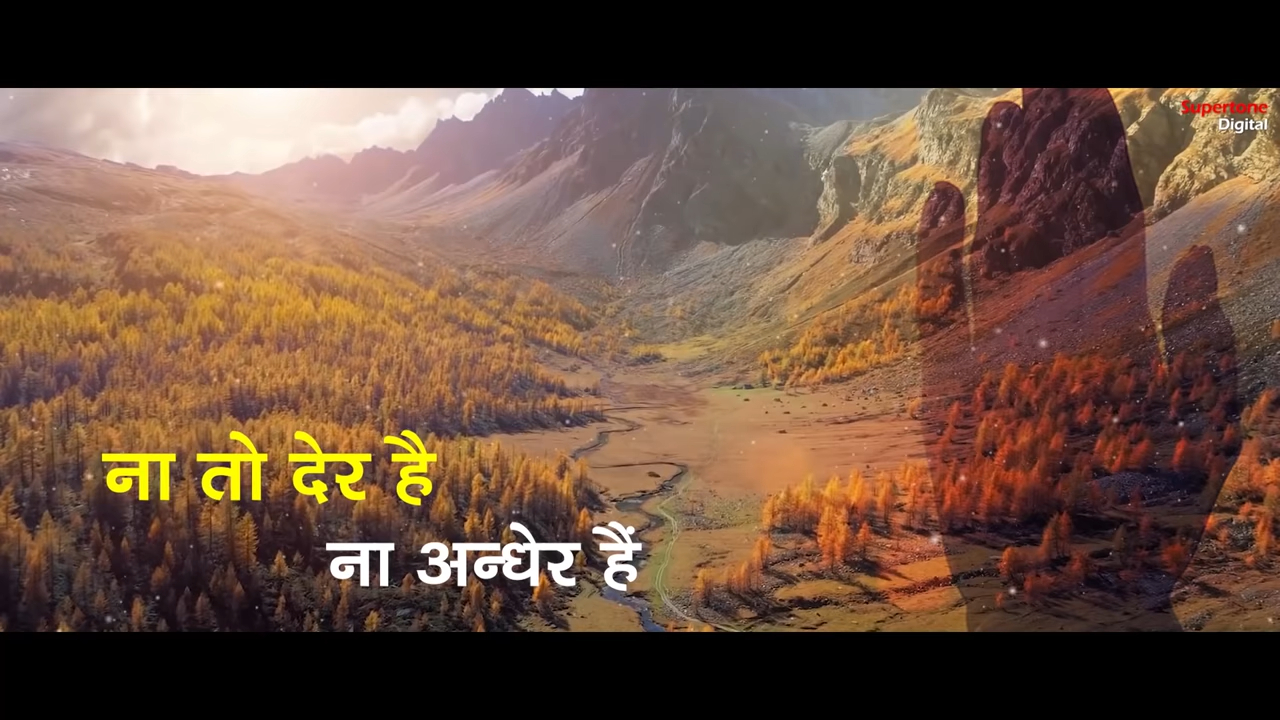 Supertone
Digital
ना तो देर है
ना अन्धेर हैं